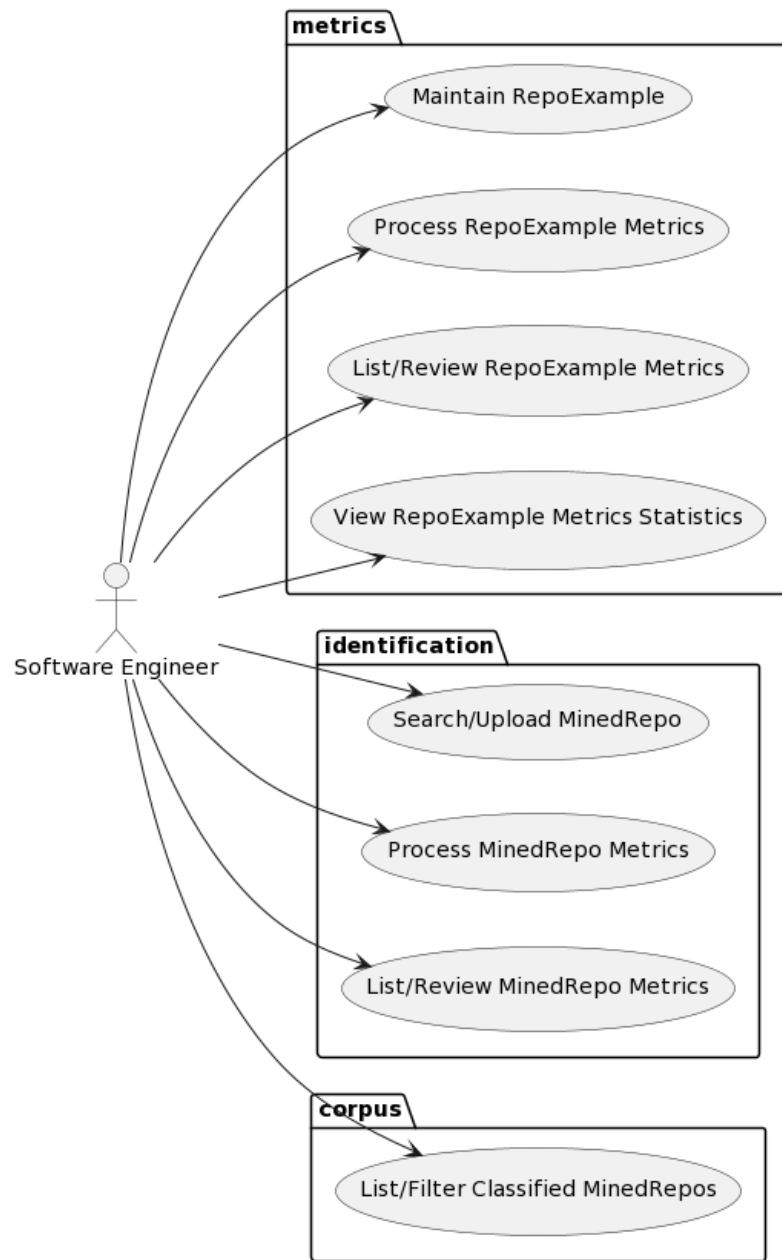 metrics
Maintain RepoExample
Process RepoExample Metrics
List/Review RepoExample Metrics
View RepoExample Metrics Statistics
Software Engineer
identification
Search/Upload MinedRepo
Process MinedRepo Metrics
List/Review MinedRepo Metrics
corpus
List/Filter Classified MinedRepos